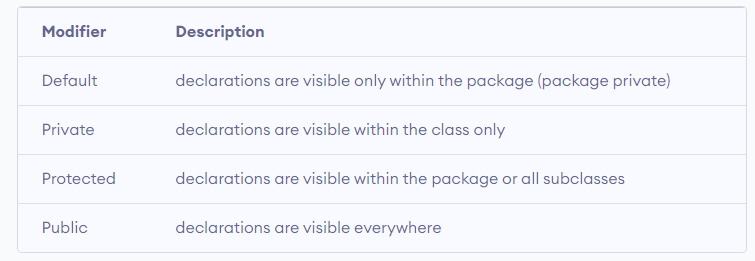 Modifier Description
Default declarations are visible only within the package (package private)
Private declarations are visible within the class only
Protected declarations are visible within the package or all subclasses
Public declarations are visible everywhere